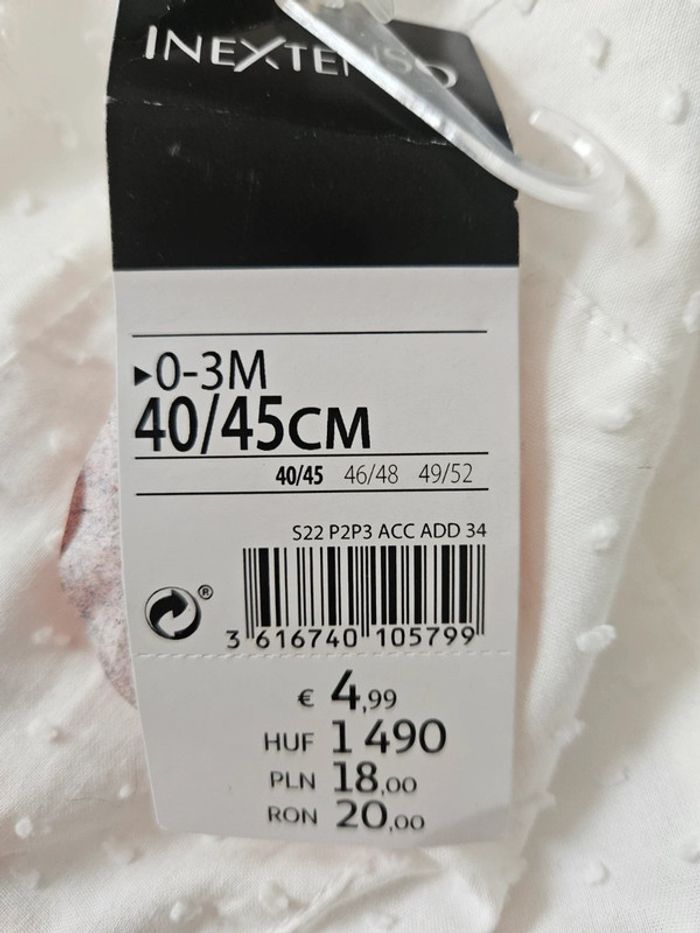 INEXTENSO
▸0-3M
40/45CM
40/45 46/48 49/52
S22 P2P3 ACC ADD 34
®
3 616740 105799
€ 4,99
HUF 1 490
PLN 18,00
RON 20,00